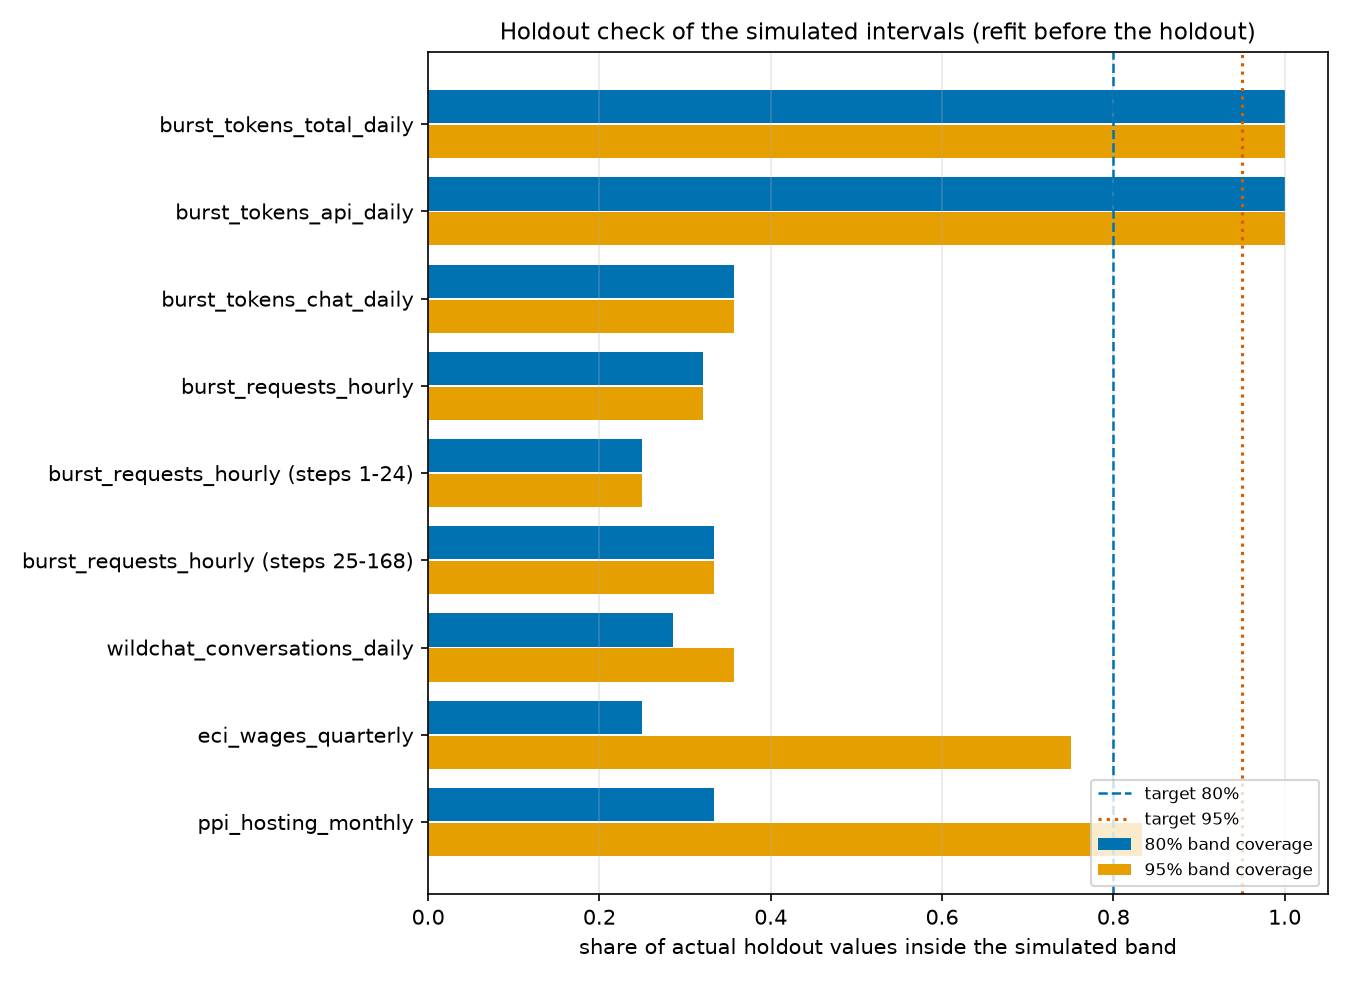 Holdout check of the simulated intervals (refit before the holdout)
burst_tokens_total_daily
burst_tokens_api_daily
burst_tokens_chat_daily
burst_requests_hourly
burst_requests_hourly (steps 1-24)
burst_requests_hourly (steps 25-168)
wildchat_conversations_daily
eci_wages_quarterly
ppi_hosting_monthly
target 80%
target 95%
80% band coverage
95% band coverage
0.0 0.2 0.4 0.6 0.8 1.0
share of actual holdout values inside the simulated band